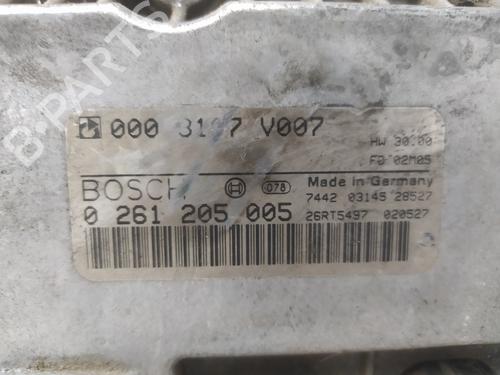 000 3107 V007
HW 30.00
FD 02M05
BOSCH
078
Made in Germany
0 261 205 005
7442 03145 28527
26RT5497 020527